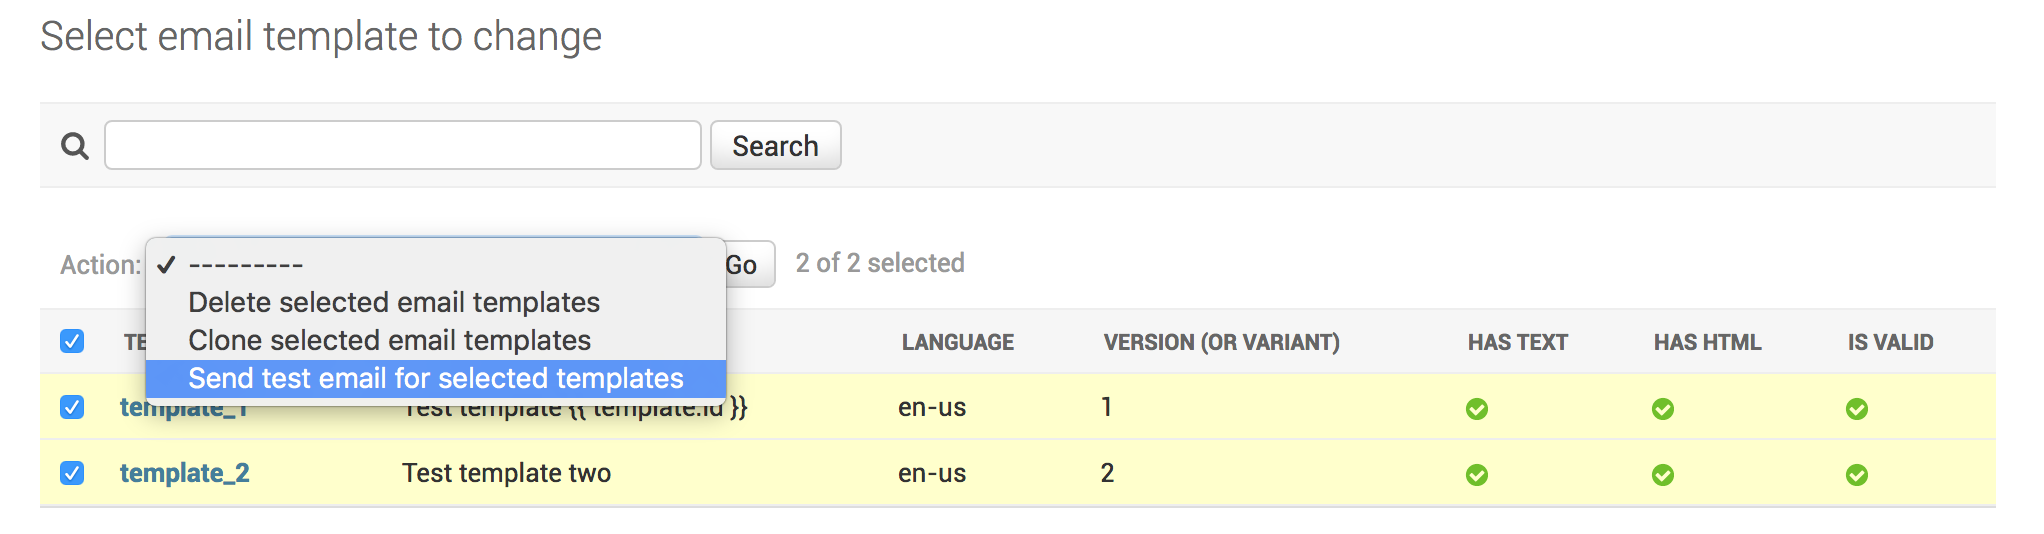 Select email template to change
Search
Action: ✓ --------- Go 2 of 2 selected
Delete selected email templates
Clone selected email templates
Send test email for selected templates
LANGUAGE VERSION (OR VARIANT) HAS TEXT HAS HTML IS VALID
template_1 Test template {{ template.id }} en-us 1
template_2 Test template two en-us 2